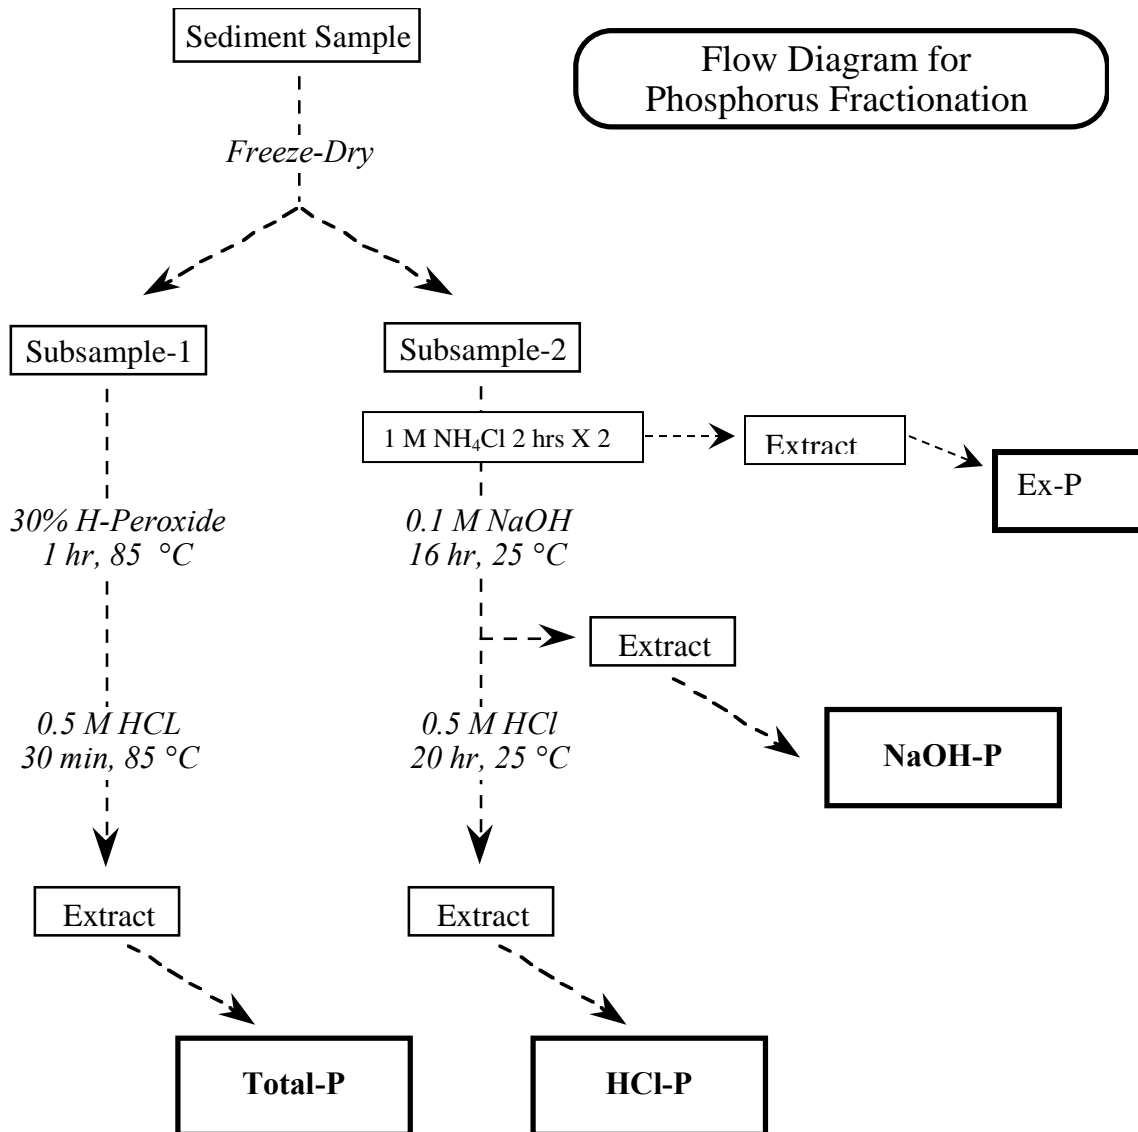 Sediment Sample
Flow Diagram for
Phosphorus Fractionation
Freeze-Dry
Subsample-1
Subsample-2
1 M NH₄Cl 2 hrs X 2
Extract
Ex-P
30% H-Peroxide
1 hr, 85 °C
0.1 M NaOH
16 hr, 25 °C
Extract
0.5 M HCL
30 min, 85 °C
0.5 M HCl
20 hr, 25 °C
NaOH-P
Extract
Extract
Total-P
HCl-P